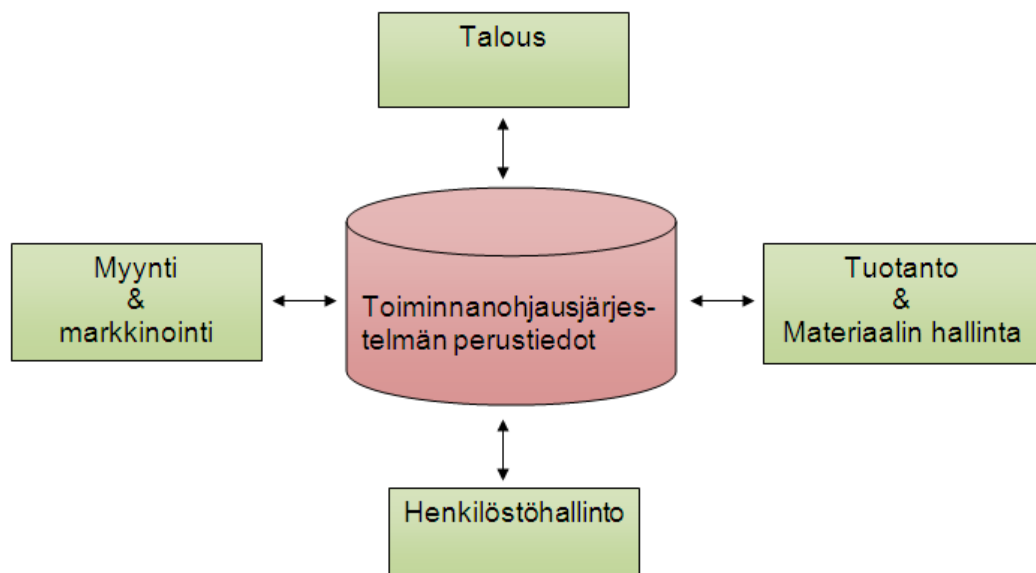 Talous
Myynti
&
markkinointi
Toiminnanohjausjärjes-
telmän perustiedot
Tuotanto
&
Materiaalin hallinta
Henkilöstöhallinto